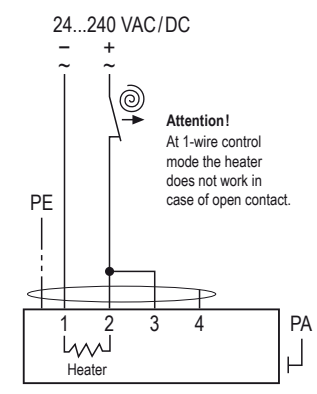 24...240 VAC/DC
− +
~ ~
Attention!
At 1-wire control
mode the heater
does not work in
case of open contact.
PE
1 2 3 4 PA
Heater